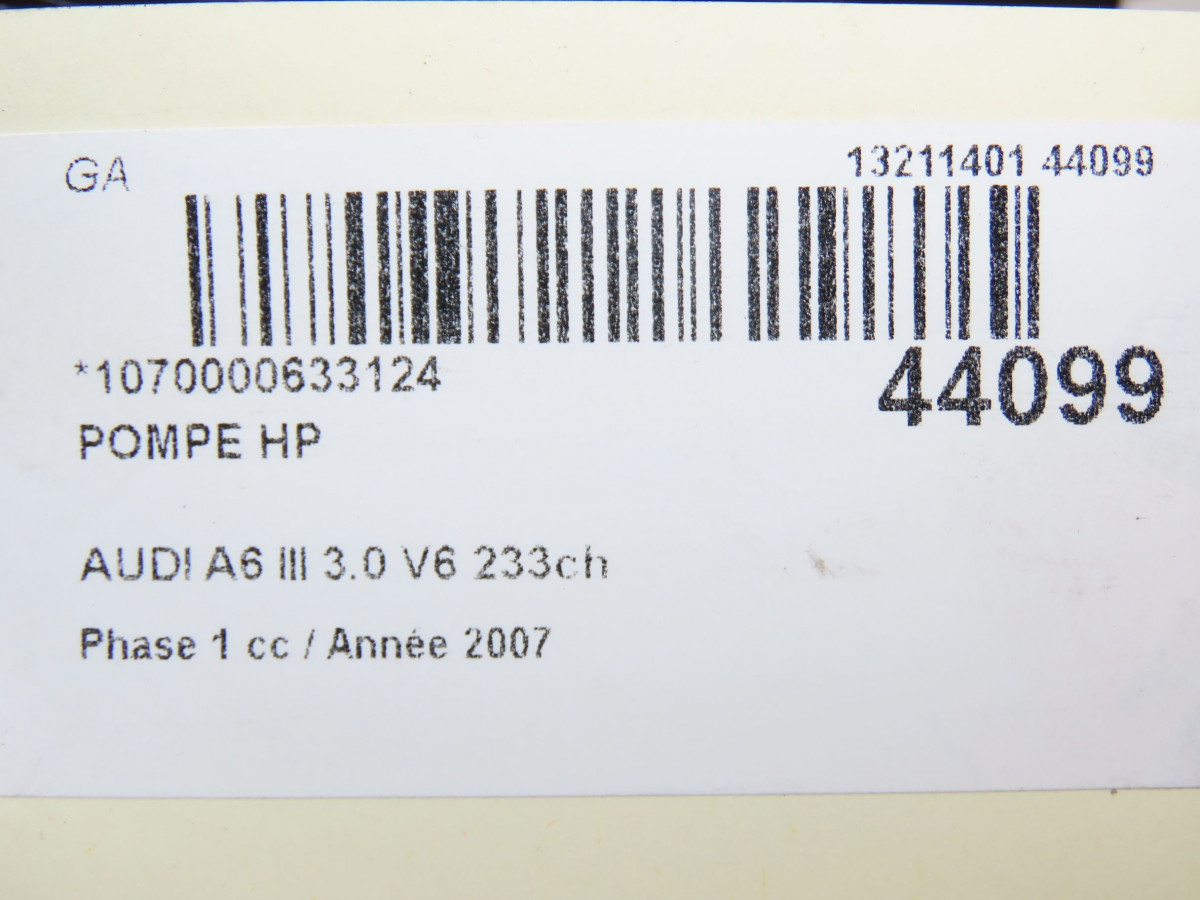 GA
13211401 44099
*1070000633124
44099
POMPE HP
AUDI A6 III 3.0 V6 233ch
Phase 1 cc / Année 2007